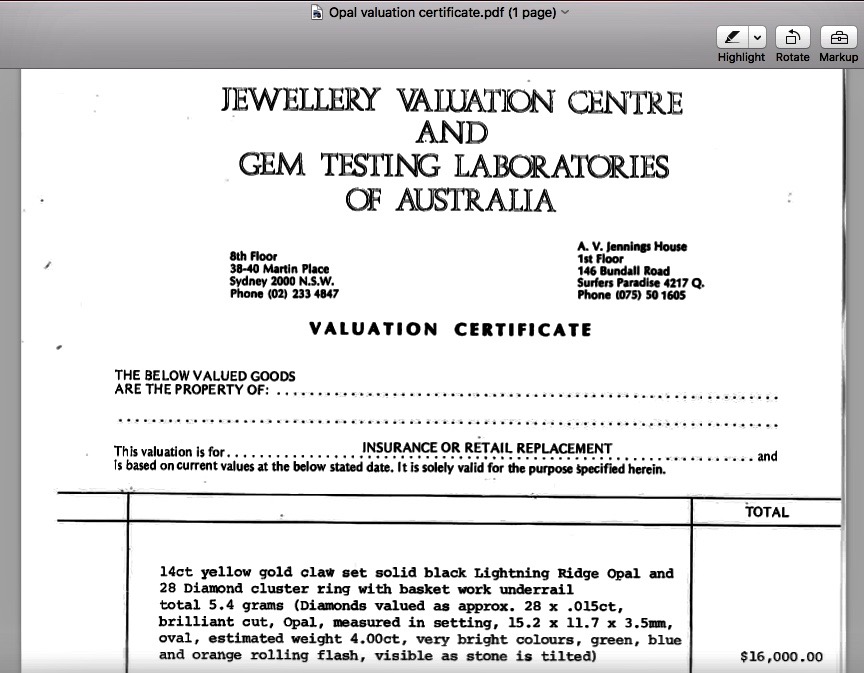 Opal valuation certificate.pdf (1 page)
Highlight Rotate Markup
JEWELLERY VALUATION CENTRE
AND
GEM TESTING LABORATORIES
OF AUSTRALIA
8th Floor
38-40 Martin Place
Sydney 2000 N.S.W.
Phone (02) 233 4847
A. V. Jennings House
1st Floor
146 Bundall Road
Surfers Paradise 4217 Q.
Phone (075) 50 1605
VALUATION CERTIFICATE
THE BELOW VALUED GOODS
ARE THE PROPERTY OF:
This valuation is for INSURANCE OR RETAIL REPLACEMENT and
is based on current values at the below stated date. It is solely valid for the purpose specified herein.
TOTAL
14ct yellow gold claw set solid black Lightning Ridge Opal and
28 Diamond cluster ring with basket work underrail
total 5.4 grams (Diamonds valued as approx. 28 x .015ct,
brilliant cut, Opal, measured in setting, 15.2 x 11.7 x 3.5mm,
oval, estimated weight 4.00ct, very bright colours, green, blue
and orange rolling flash, visible as stone is tilted)
$16,000.00